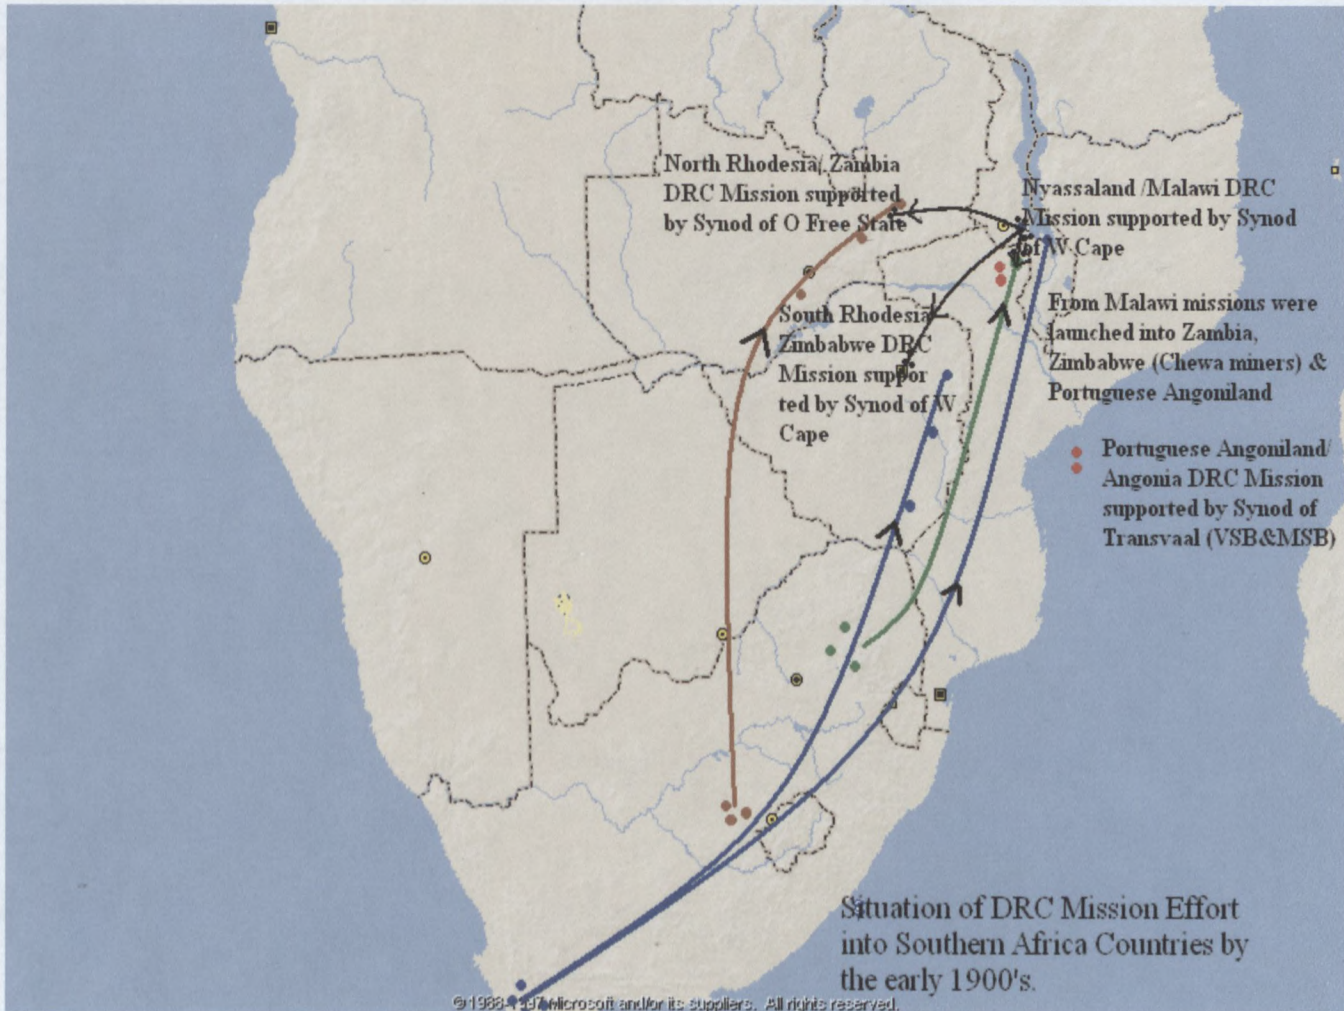 North Rhodesia/ Zambia
DRC Mission supported
by Synod of O Free State
Nyassaland /Malawi DRC
Mission supported by Synod
of W Cape
South Rhodesia
Zimbabwe DRC
Mission suppor
ted by Synod of W
Cape
From Malawi missions were
launched into Zambia,
Zimbabwe (Chewa miners) &
Portuguese Angoniland
Portuguese Angoniland/
Angonia DRC Mission
supported by Synod of
Transvaal (VSB&MSB)
Situation of DRC Mission Effort
into Southern Africa Countries by
the early 1900's.
© 1988-1997 Microsoft and/or its suppliers. All rights reserved.